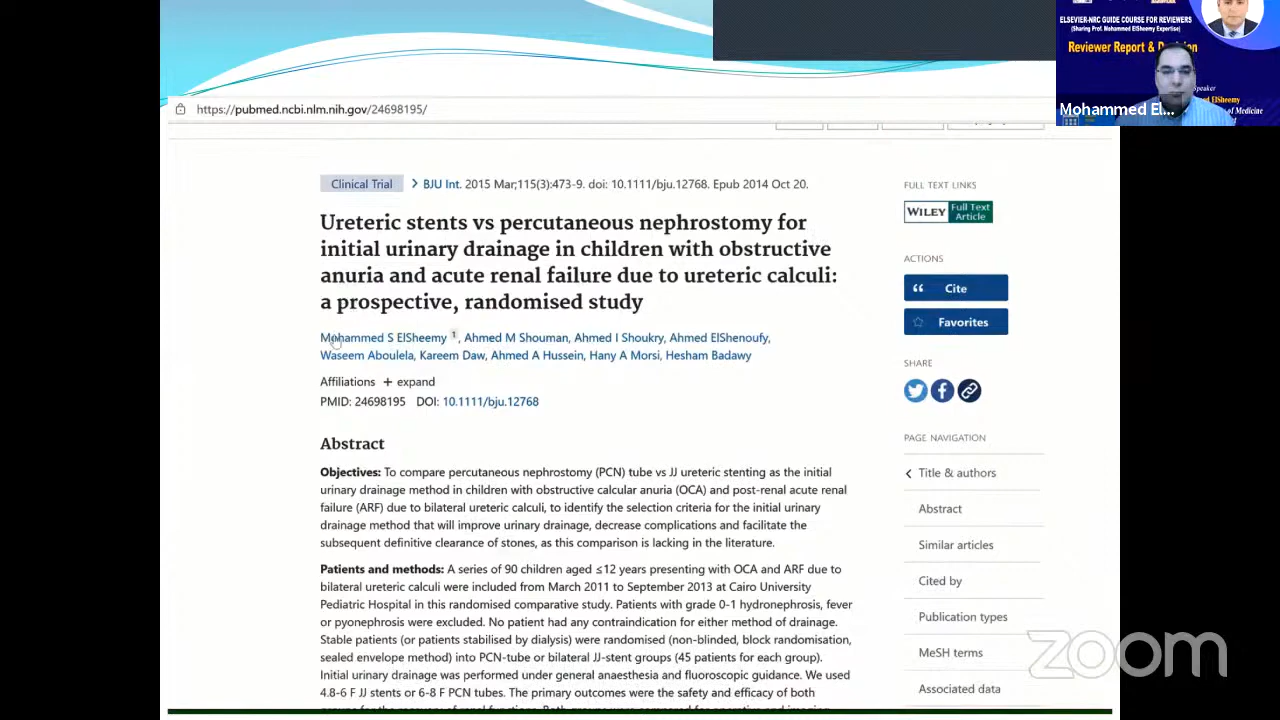 ELSEVIER-NRC GUIDE COURSE FOR REVIEWERS
(Sharing Prof. Mohammed ElSheemy Expertise)
Reviewer Report & Decision
Speaker
ElSheemy
of Medicine
Mohammed El...
https://pubmed.ncbi.nlm.nih.gov/24698195/
Clinical Trial > BJU Int. 2015 Mar;115(3):473-9. doi: 10.1111/bju.12768. Epub 2014 Oct 20.
Ureteric stents vs percutaneous nephrostomy for
initial urinary drainage in children with obstructive
anuria and acute renal failure due to ureteric calculi:
a prospective, randomised study
Mohammed S ElSheemy 1, Ahmed M Shouman, Ahmed I Shoukry, Ahmed ElShenoufy,
Waseem Aboulela, Kareem Daw, Ahmed A Hussein, Hany A Morsi, Hesham Badawy
Affiliations + expand
PMID: 24698195 DOI: 10.1111/bju.12768
Abstract
Objectives: To compare percutaneous nephrostomy (PCN) tube vs JJ ureteric stenting as the initial
urinary drainage method in children with obstructive calcular anuria (OCA) and post-renal acute renal
failure (ARF) due to bilateral ureteric calculi, to identify the selection criteria for the initial urinary
drainage method that will improve urinary drainage, decrease complications and facilitate the
subsequent definitive clearance of stones, as this comparison is lacking in the literature.
Patients and methods: A series of 90 children aged ≤12 years presenting with OCA and ARF due to
bilateral ureteric calculi were included from March 2011 to September 2013 at Cairo University
Pediatric Hospital in this randomised comparative study. Patients with grade 0-1 hydronephrosis, fever
or pyonephrosis were excluded. No patient had any contraindication for either method of drainage.
Stable patients (or patients stabilised by dialysis) were randomised (non-blinded, block randomisation,
sealed envelope method) into PCN-tube or bilateral JJ-stent groups (45 patients for each group).
Initial urinary drainage was performed under general anaesthesia and fluoroscopic guidance. We used
4.8-6 F JJ stents or 6-8 F PCN tubes. The primary outcomes were the safety and efficacy of both
FULL TEXT LINKS
WILEY Full Text
Article
ACTIONS
Cite
Favorites
SHARE
PAGE NAVIGATION
Title & authors
Abstract
Similar articles
Cited by
Publication types
MeSH terms
Associated data
zoom